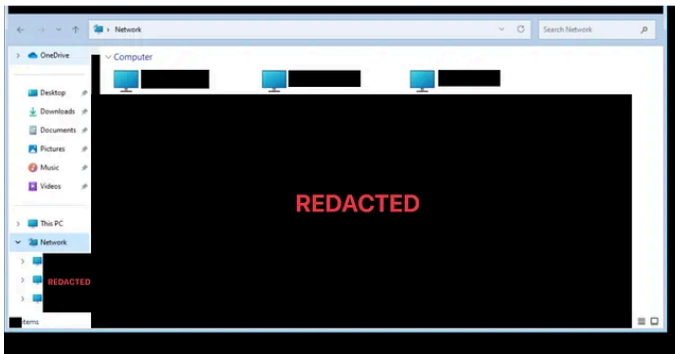 Network
Search Network
OneDrive
Computer
Desktop
Downloads
Documents
Pictures
Music
Videos
REDACTED
This PC
Network
REDACTED
items